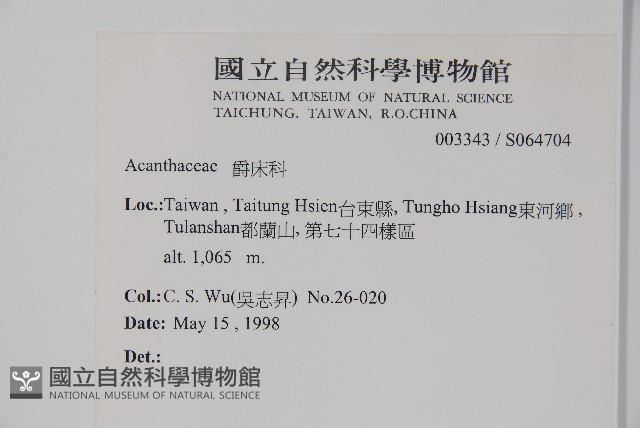 國立自然科學博物館
NATIONAL MUSEUM OF NATURAL SCIENCE
TAICHUNG, TAIWAN, R.O.CHINA
003343 / S064704
Acanthaceae 爵床科
Loc.:Taiwan , Taitung Hsien台東縣, Tungho Hsiang東河鄉 ,
Tulanshan都蘭山, 第七十四樣區
alt. 1,065 m.
Col.: C. S. Wu(吳志昇) No.26-020
Date: May 15 , 1998
Det.:
國立自然科學博物館
NATIONAL MUSEUM OF NATURAL SCIENCE